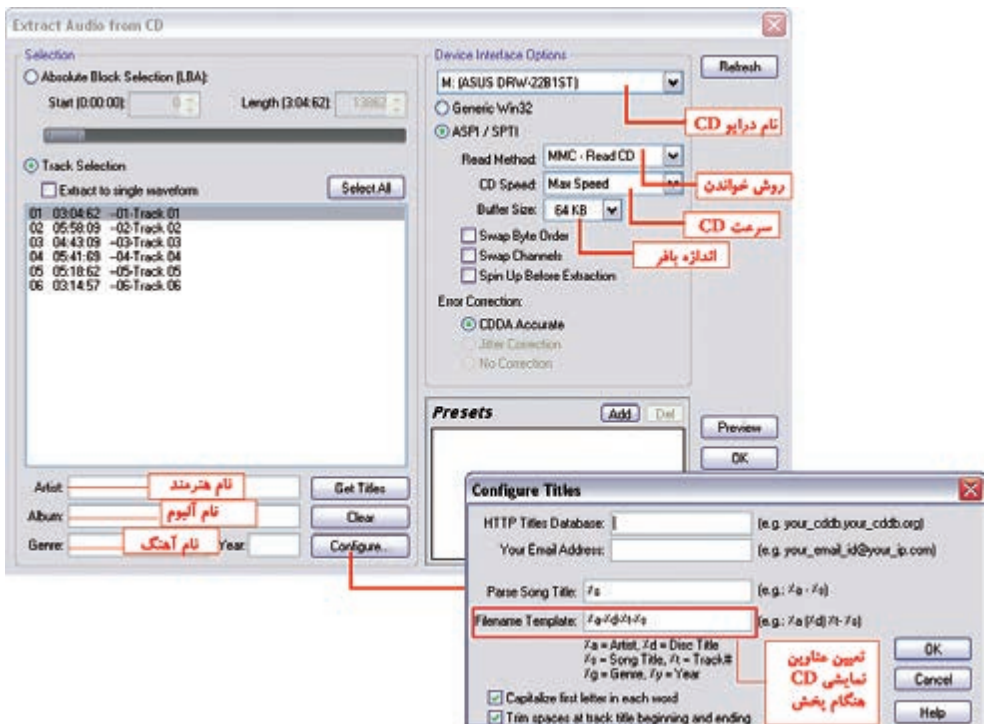 Extract Audio from CD
Selection
Absolute Block Selection (LBA):
Start (0:00:00): 0
Length (3:04:62): 13862
Track Selection
Extract to single waveform
Select All
01 03:04:62 --01-Track 01
02 05:58:09 --02-Track 02
03 04:43:09 --03-Track 03
04 05:41:69 --04-Track 04
05 05:18:62 --05-Track 05
06 03:14:57 --06-Track 06
Artist:
نام هنرمند
Get Titles
Album:
نام آلبوم
Clear
Genre:
نام آهنگ
Year:
Configure...
Device Interface Options
M: (ASUS DRW-22B1ST)
Refresh
نام درایو CD
Generic Win32
ASPI / SPTI
Read Method: MMC - Read CD
روش خواندن
CD Speed: Max Speed
سرعت CD
Buffer Size: 64 KB
اندازه بافر
Swap Byte Order
Swap Channels
Spin Up Before Extraction
Error Correction:
CDDA Accurate
Jitter Correction
No Correction
Presets
Add
Del
Preview
OK
Configure Titles
HTTP Titles Database:
(e.g. your_cddb.your_cddb.org)
Your Email Address:
(e.g. your_email_id@your_ip.com)
Parse Song Title: %s
(e.g.: %a - %s)
Filename Template: %a-%d-%t-%s
(e.g.: %a (%d) %t- %s)
%a = Artist, %d = Disc Title
%s = Song Title, %t = Track#
%g = Genre, %y = Year
تعیین عناوین
نمایشی CD
هنگام پخش
OK
Cancel
Help
Capitalize first letter in each word
Trim spaces at track title beginning and ending